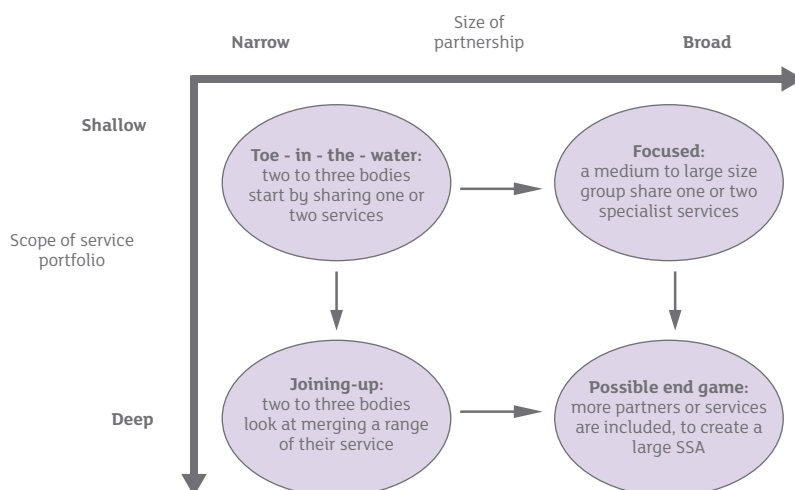 Size of
partnership
Narrow
Broad
Shallow
Toe - in - the - water:
two to three bodies
start by sharing one or
two services
Focused:
a medium to large size
group share one or two
specialist services
Scope of service
portfolio
Deep
Joining-up:
two to three bodies
look at merging a range
of their service
Possible end game:
more partners or services
are included, to create a
large SSA